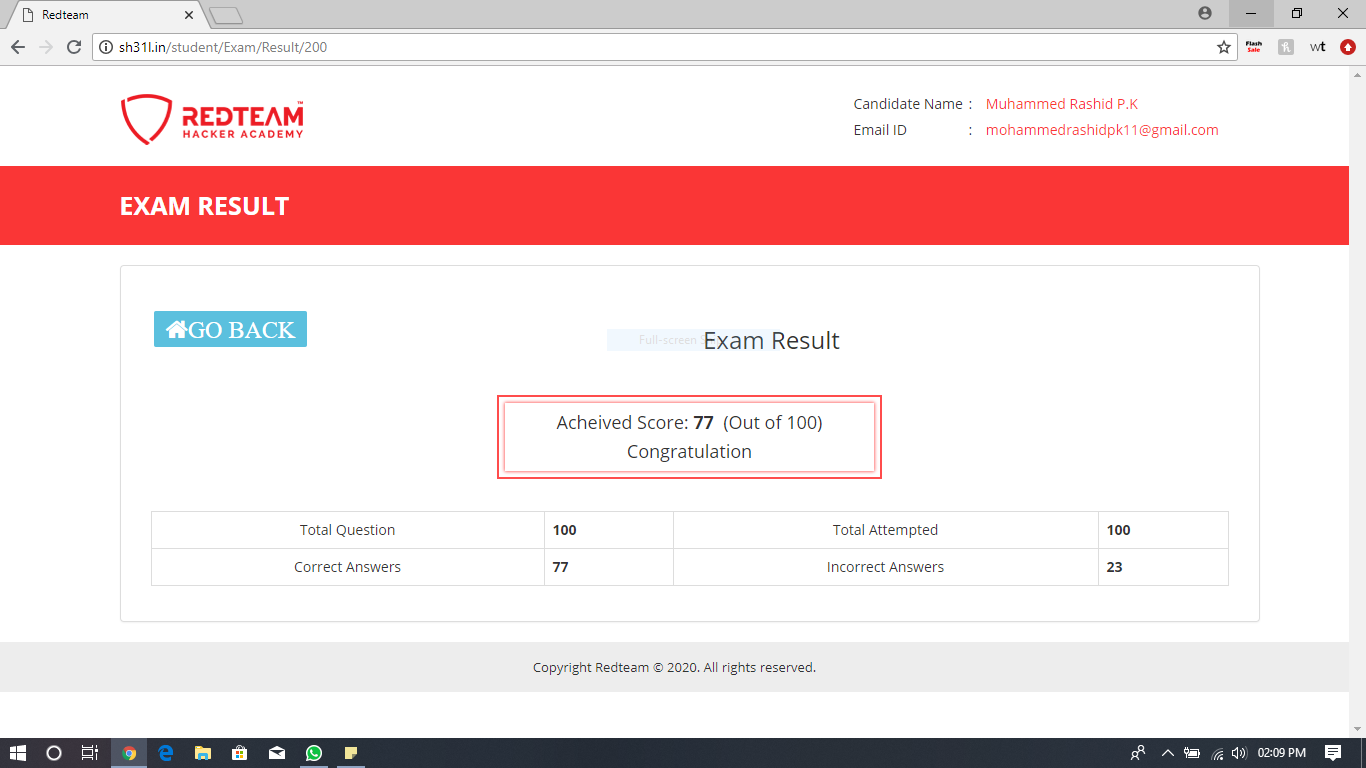 Redteam
sh31l.in/student/Exam/Result/200
Flash
Sale
wt
REDTEAM™
HACKER ACADEMY
Candidate Name : Muhammed Rashid P.K
Email ID : mohammedrashidpk11@gmail.com
EXAM RESULT
GO BACK
Full-screen
Exam Result
Acheived Score: 77 (Out of 100)
Congratulation
Total Question 100 Total Attempted 100
Correct Answers 77 Incorrect Answers 23
Copyright Redteam © 2020. All rights reserved.
02:09 PM